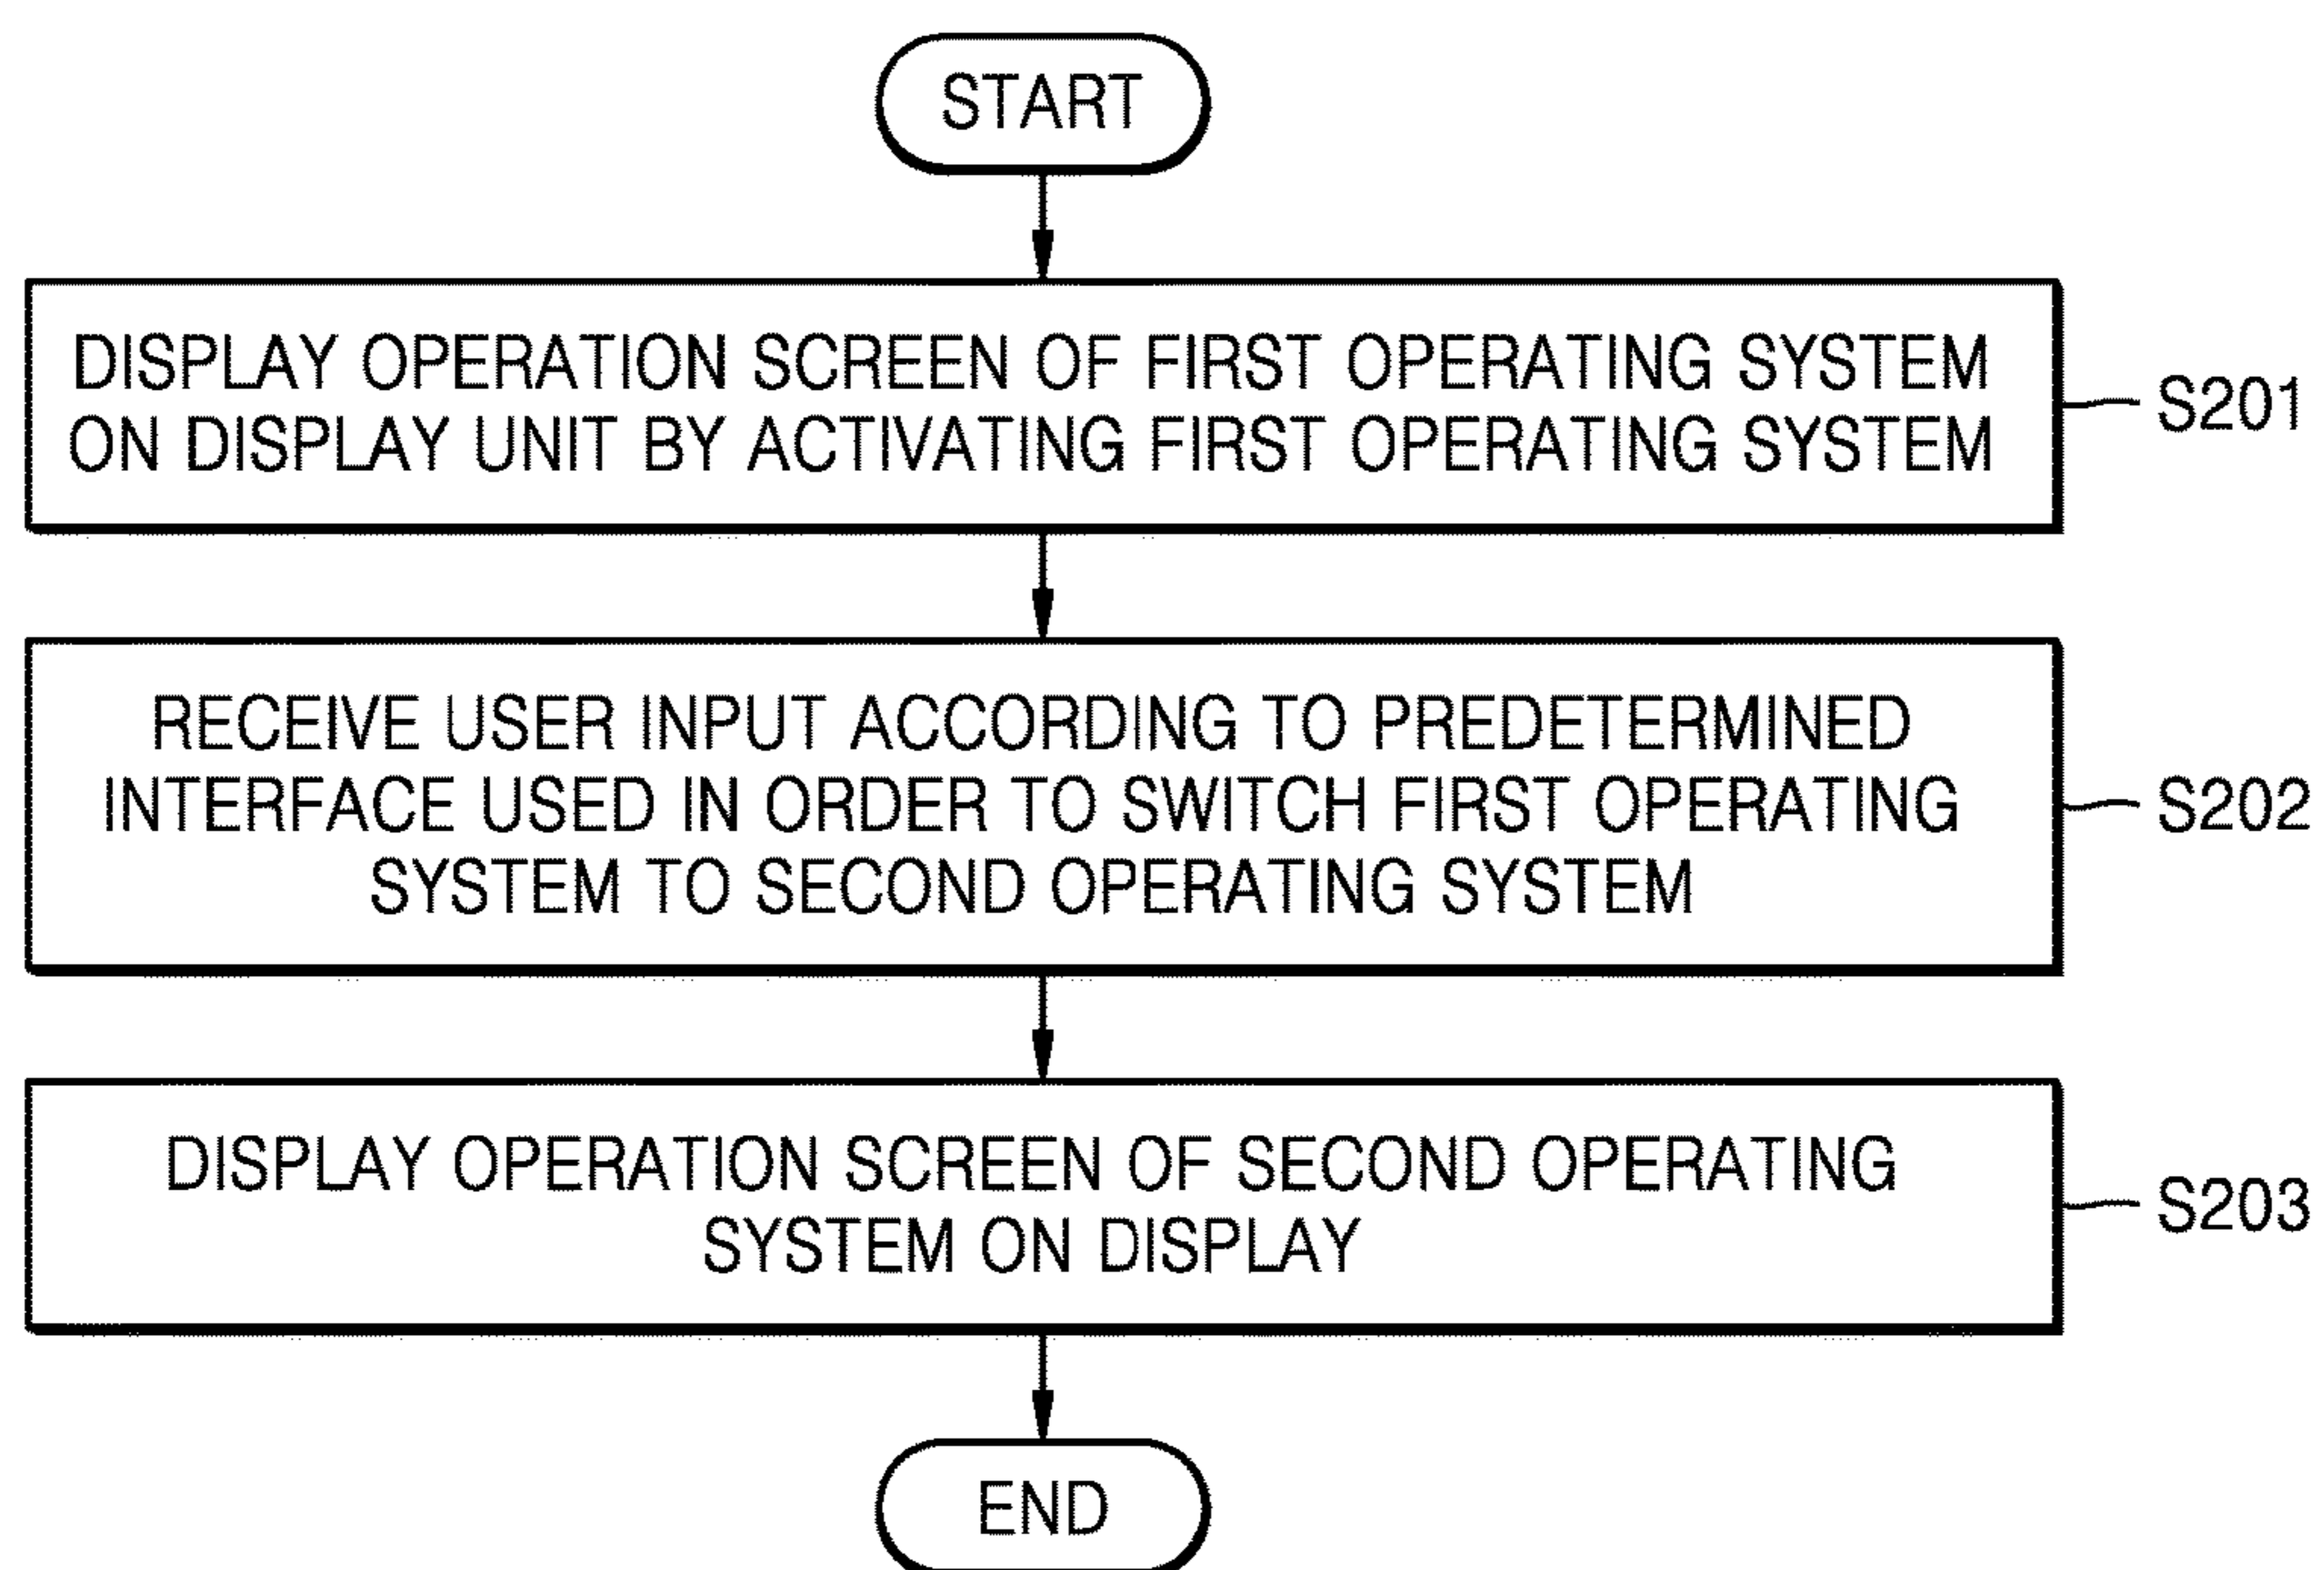 START
DISPLAY OPERATION SCREEN OF FIRST OPERATING SYSTEM
ON DISPLAY UNIT BY ACTIVATING FIRST OPERATING SYSTEM
S201
RECEIVE USER INPUT ACCORDING TO PREDETERMINED
INTERFACE USED IN ORDER TO SWITCH FIRST OPERATING
SYSTEM TO SECOND OPERATING SYSTEM
S202
DISPLAY OPERATION SCREEN OF SECOND OPERATING
SYSTEM ON DISPLAY
S203
END